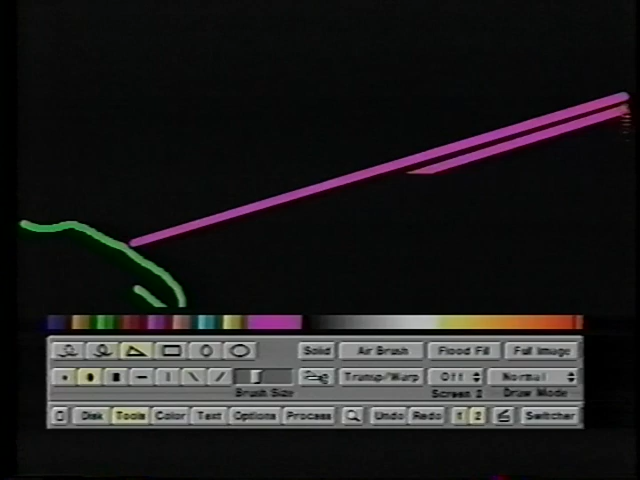 Solid Air Brush Flood Fill Full Image
Transp/Warp Off Normal
Brush Size Screen 2 Draw Mode
Disk Tools Color Text Options Process Undo Redo 1 2 Switcher